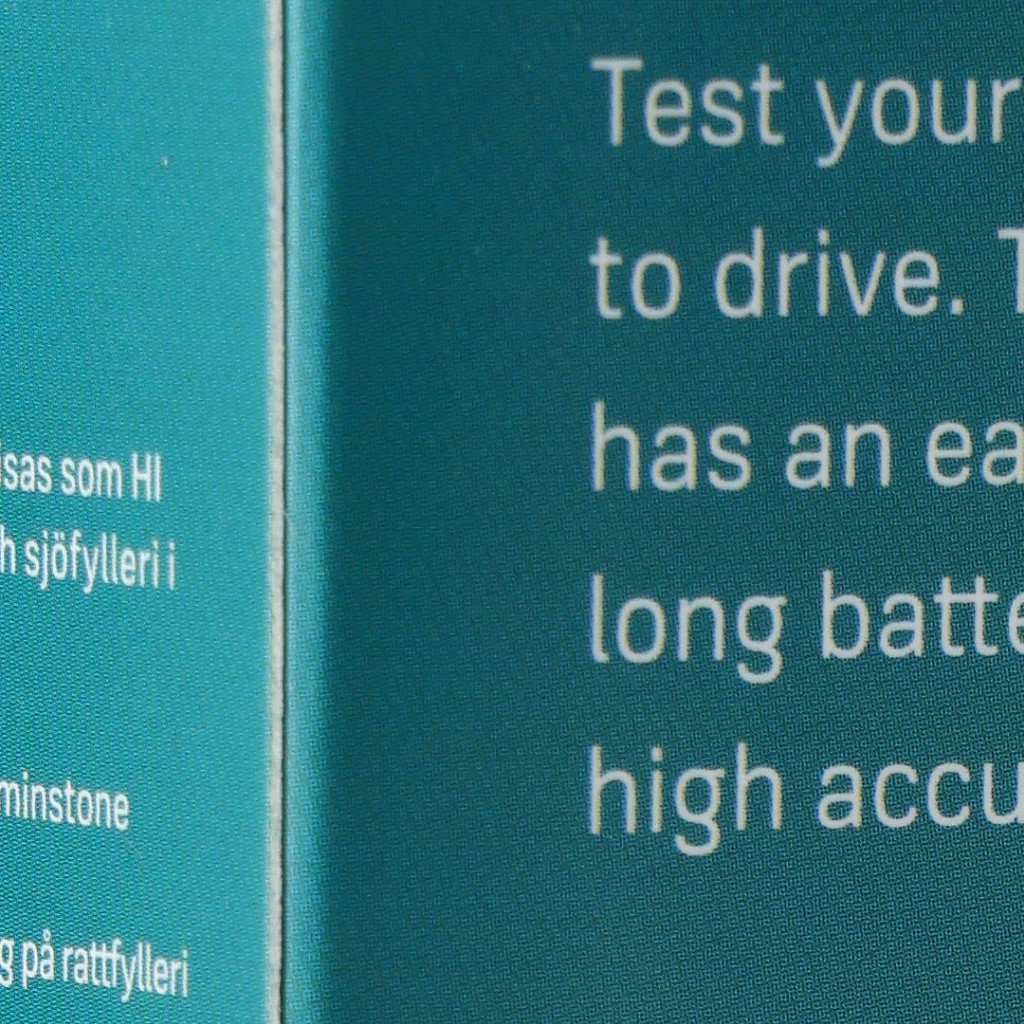 isas som HI
h sjöfylleri i
minstone
g på rattfylleri
Test your
to drive. T
has an ea
long batte
high accu